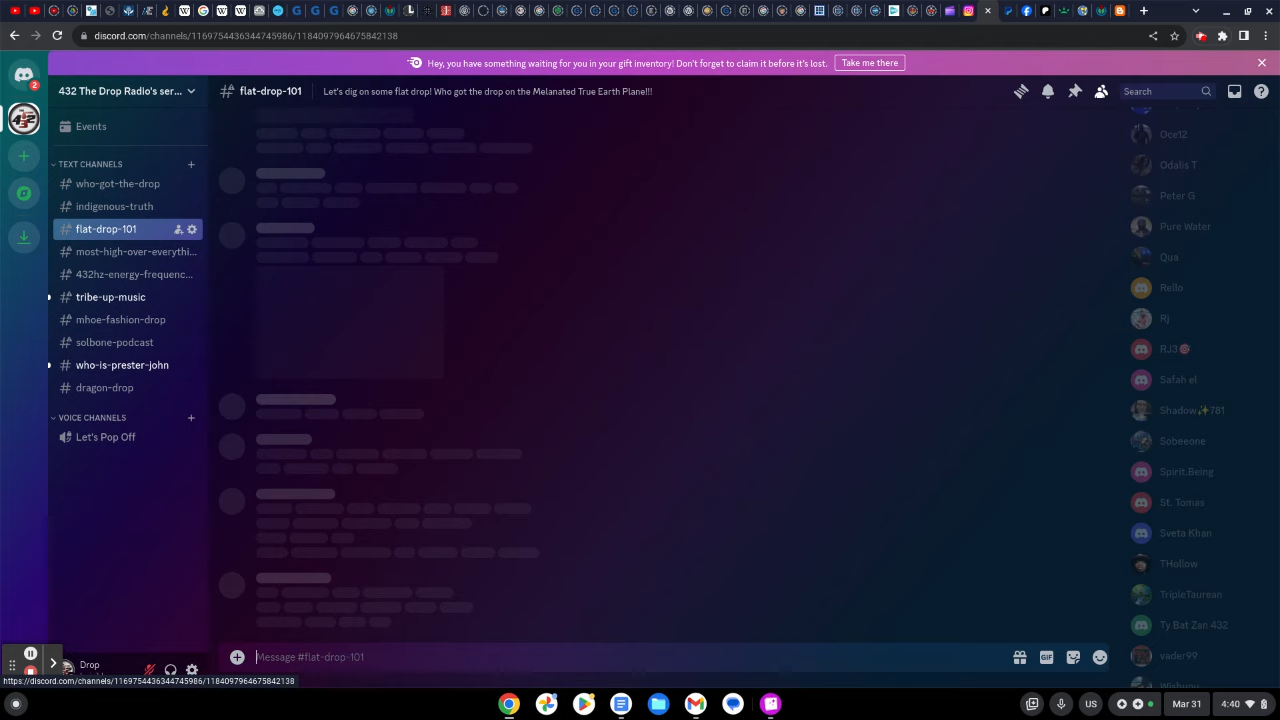 discord.com/channels/1169754436344745986/1184097964675842138
Hey, you have something waiting for you in your gift inventory! Don't forget to claim it before it's lost.
Take me there
2
432 The Drop Radio's ser...
flat-drop-101
Let's dig on some flat drop! Who got the drop on the Melanated True Earth Plane!!!
Search
Events
TEXT CHANNELS
who-got-the-drop
indigenous-truth
flat-drop-101
most-high-over-everythi...
432hz-energy-frequenc...
tribe-up-music
mhoe-fashion-drop
solbone-podcast
who-is-prester-john
dragon-drop
VOICE CHANNELS
Let's Pop Off
Oce12
Odalis T
Peter G
Pure Water
Qua
Rello
Rj
RJ3🎯
Safah el
Shadow✨781
Sobeeone
Spirit.Being
St. Tomas
Sveta Khan
THollow
TripleTaurean
Ty Bat Zan 432
vader99
Message #flat-drop-101
GIF
Drop
https://discord.com/channels/1169754436344745986/1184097964675842138
US
Mar 31
4:40